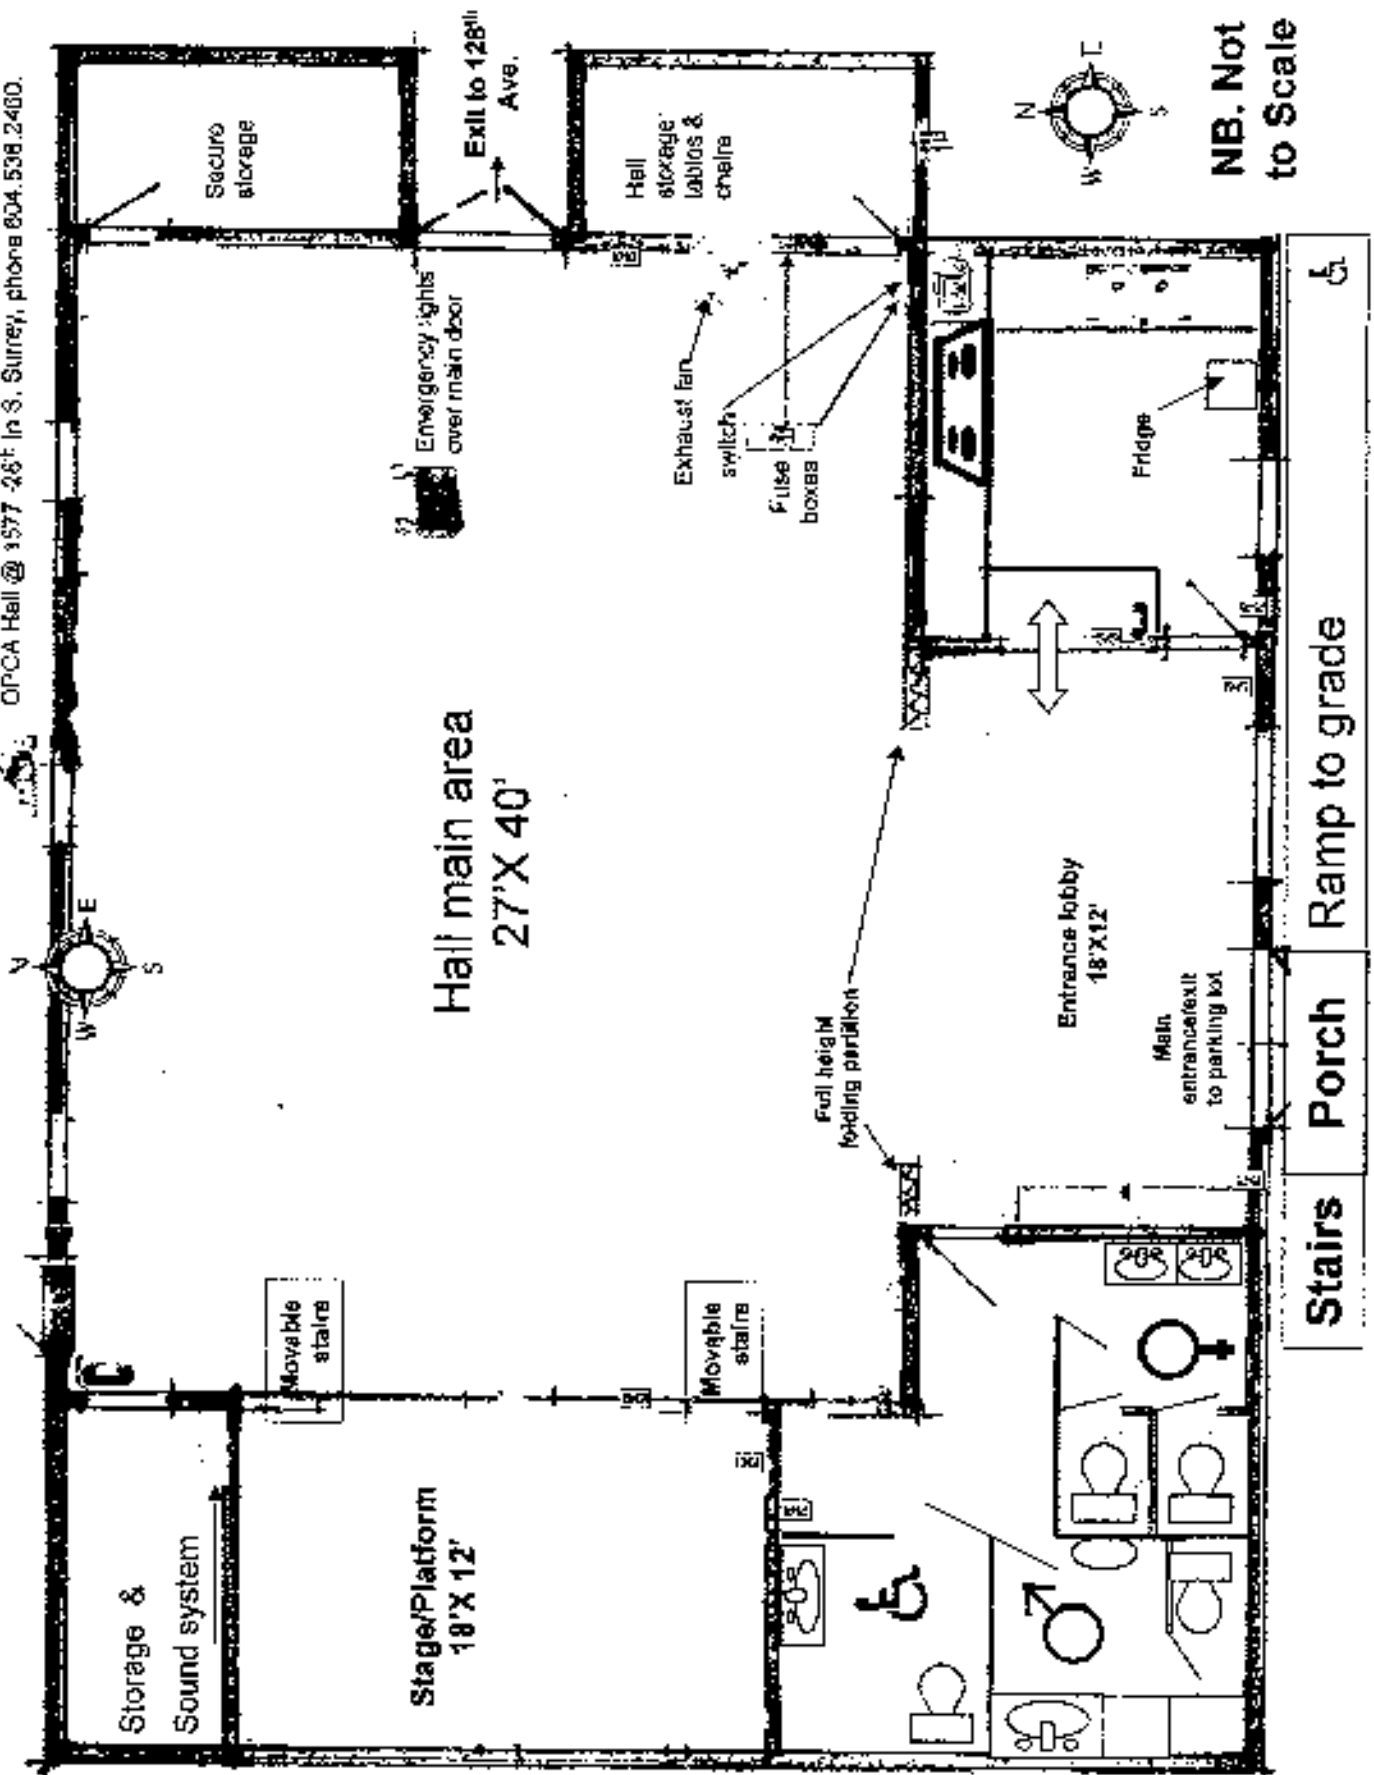 OPCA Hall @ 1577 -26th In S. Surrey, phone 604.538.2460.
Secure
storage
Exit to 128th
Ave.
Hall
storage
tables &
chairs
N
W
S
NB. Not
to Scale
Emergency lights
over main door
Exhaust fan
switch
Fuse
boxes
Fridge
Hall main area
27'X 40'
E
W
S
Full height
folding partition
Entrance lobby
18'X12'
Main
entrance/exit
to parking lot
Ramp to grade
Porch
Stairs
Movable
stairs
Movable
stairs
Storage &
Sound system
Stage/Platform
18'X 12'